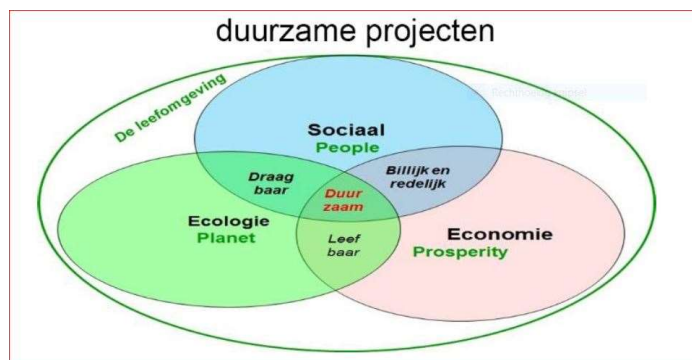 duurzame projecten
De leefomgeving
Sociaal
People
Draag
baar
Billijk en
redelijk
Duur
zaam
Ecologie
Planet
Leef
baar
Economie
Prosperity